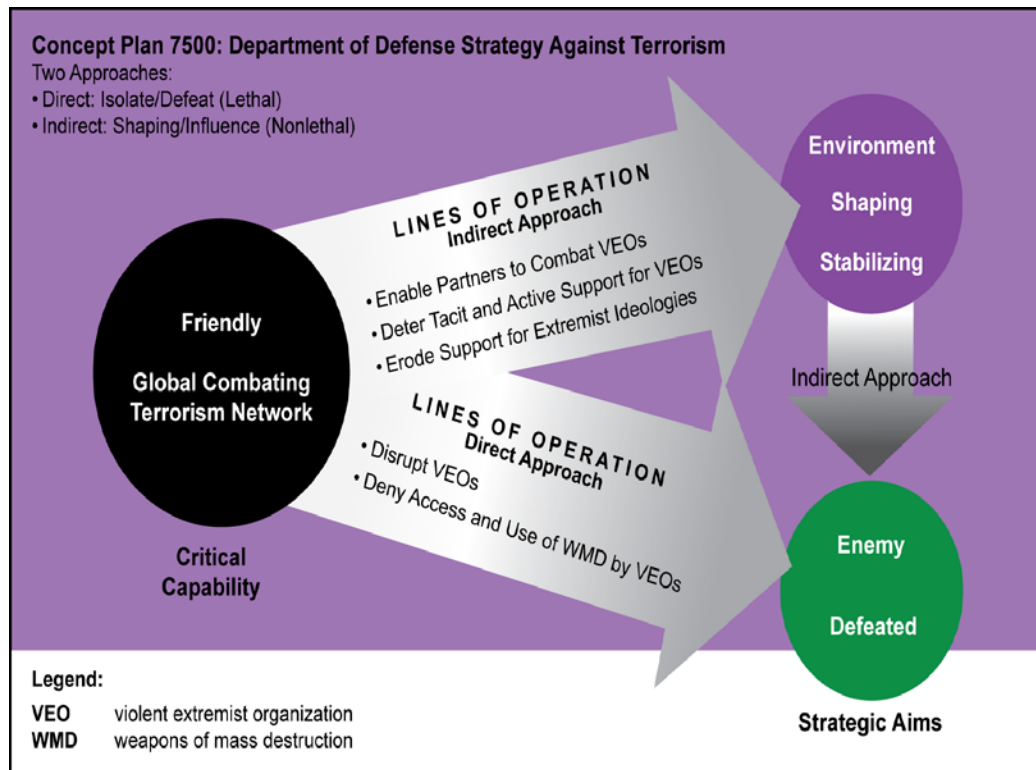 Concept Plan 7500: Department of Defense Strategy Against Terrorism
Two Approaches:
• Direct: Isolate/Defeat (Lethal)
• Indirect: Shaping/Influence (Nonlethal)
Friendly
Global Combating
Terrorism Network
Critical
Capability
LINES OF OPERATION
Indirect Approach
• Enable Partners to Combat VEOs
• Deter Tacit and Active Support for VEOs
• Erode Support for Extremist Ideologies
LINES OF OPERATION
Direct Approach
• Disrupt VEOs
• Deny Access and Use of WMD by VEOs
Environment
Shaping
Stabilizing
Indirect Approach
Enemy
Defeated
Strategic Aims
Legend:
VEO violent extremist organization
WMD weapons of mass destruction